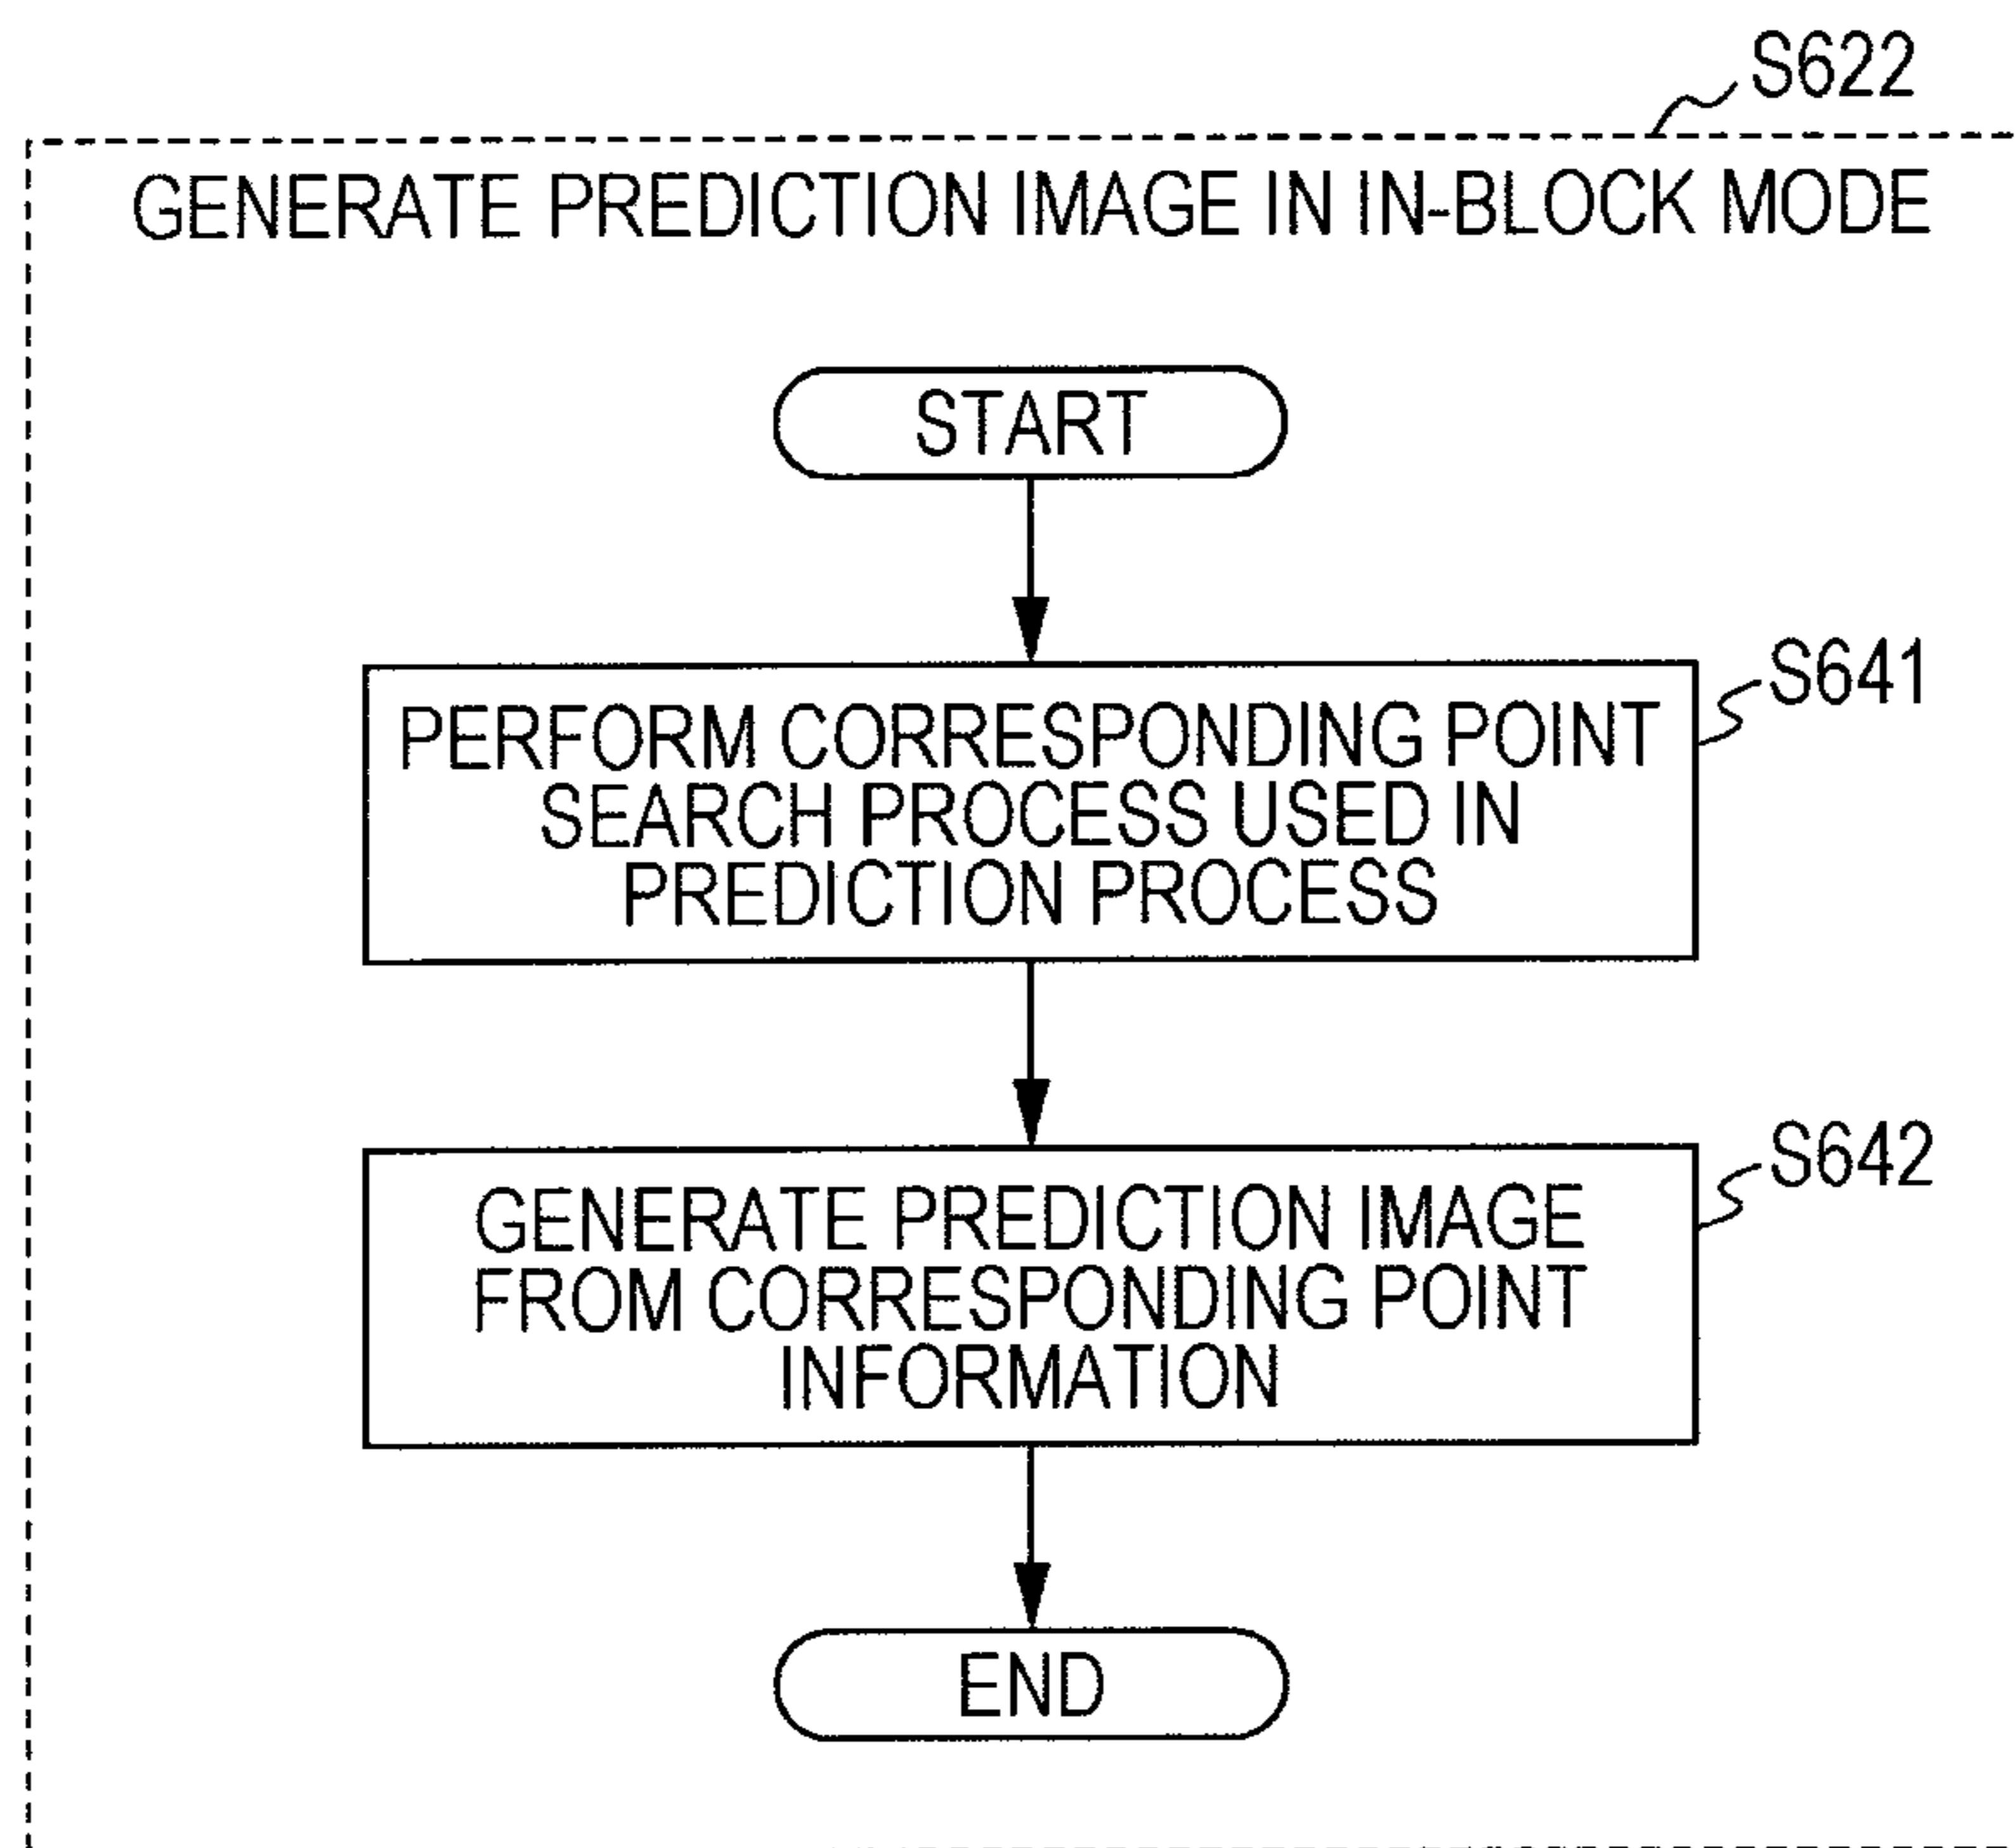 S622
GENERATE PREDICTION IMAGE IN IN-BLOCK MODE
START
S641
PERFORM CORRESPONDING POINT
SEARCH PROCESS USED IN
PREDICTION PROCESS
S642
GENERATE PREDICTION IMAGE
FROM CORRESPONDING POINT
INFORMATION
END